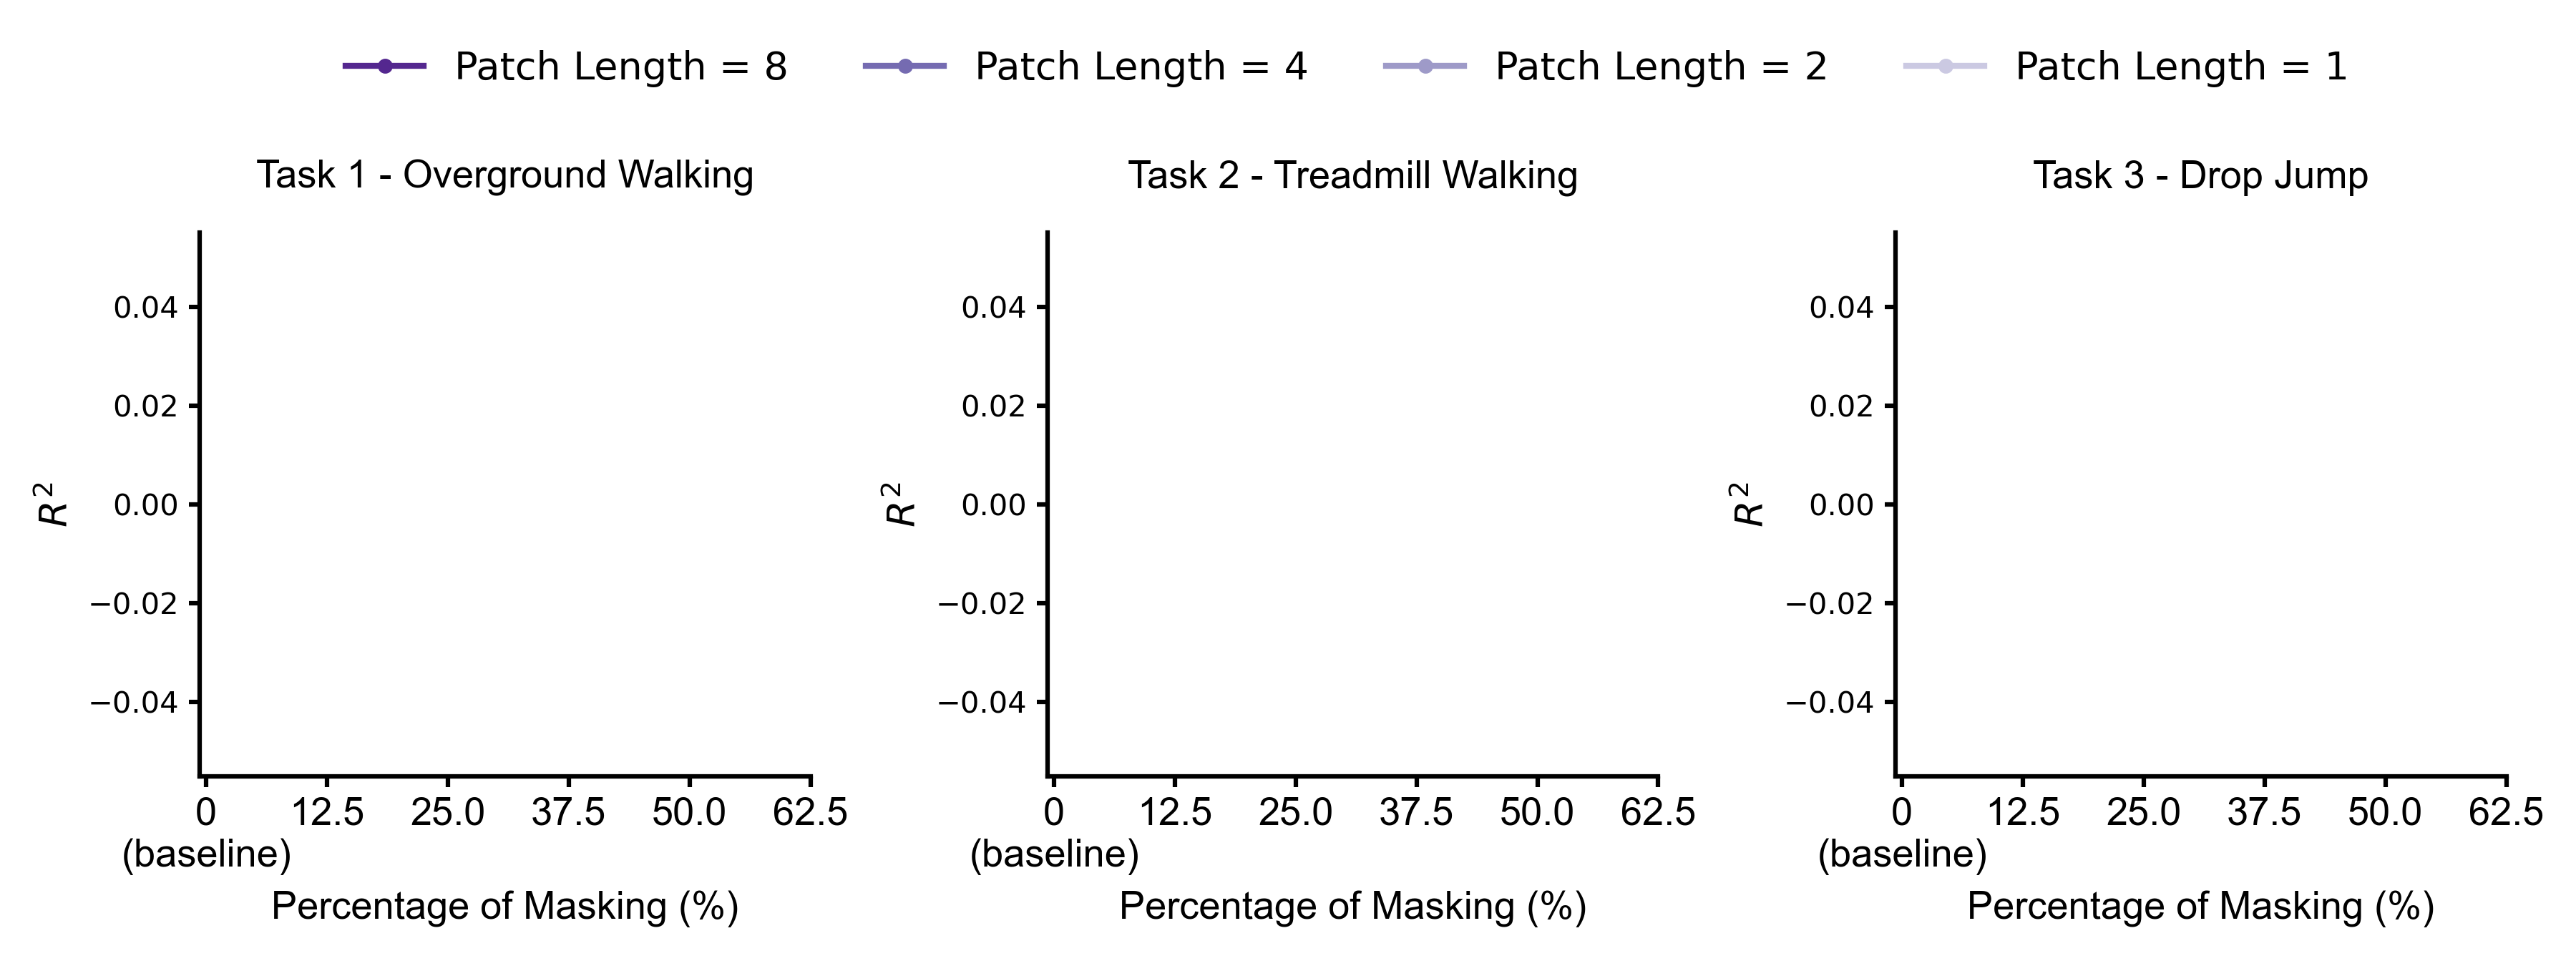 Patch Length = 8 Patch Length = 4 Patch Length = 2 Patch Length = 1
Task 1 - Overground Walking
0.04
0.02
0.00
−0.02
−0.04
R²
0 12.5 25.0 37.5 50.0 62.5
(baseline)
Percentage of Masking (%)
Task 2 - Treadmill Walking
0.04
0.02
0.00
−0.02
−0.04
R²
0 12.5 25.0 37.5 50.0 62.5
(baseline)
Percentage of Masking (%)
Task 3 - Drop Jump
0.04
0.02
0.00
−0.02
−0.04
R²
0 12.5 25.0 37.5 50.0 62.5
(baseline)
Percentage of Masking (%)